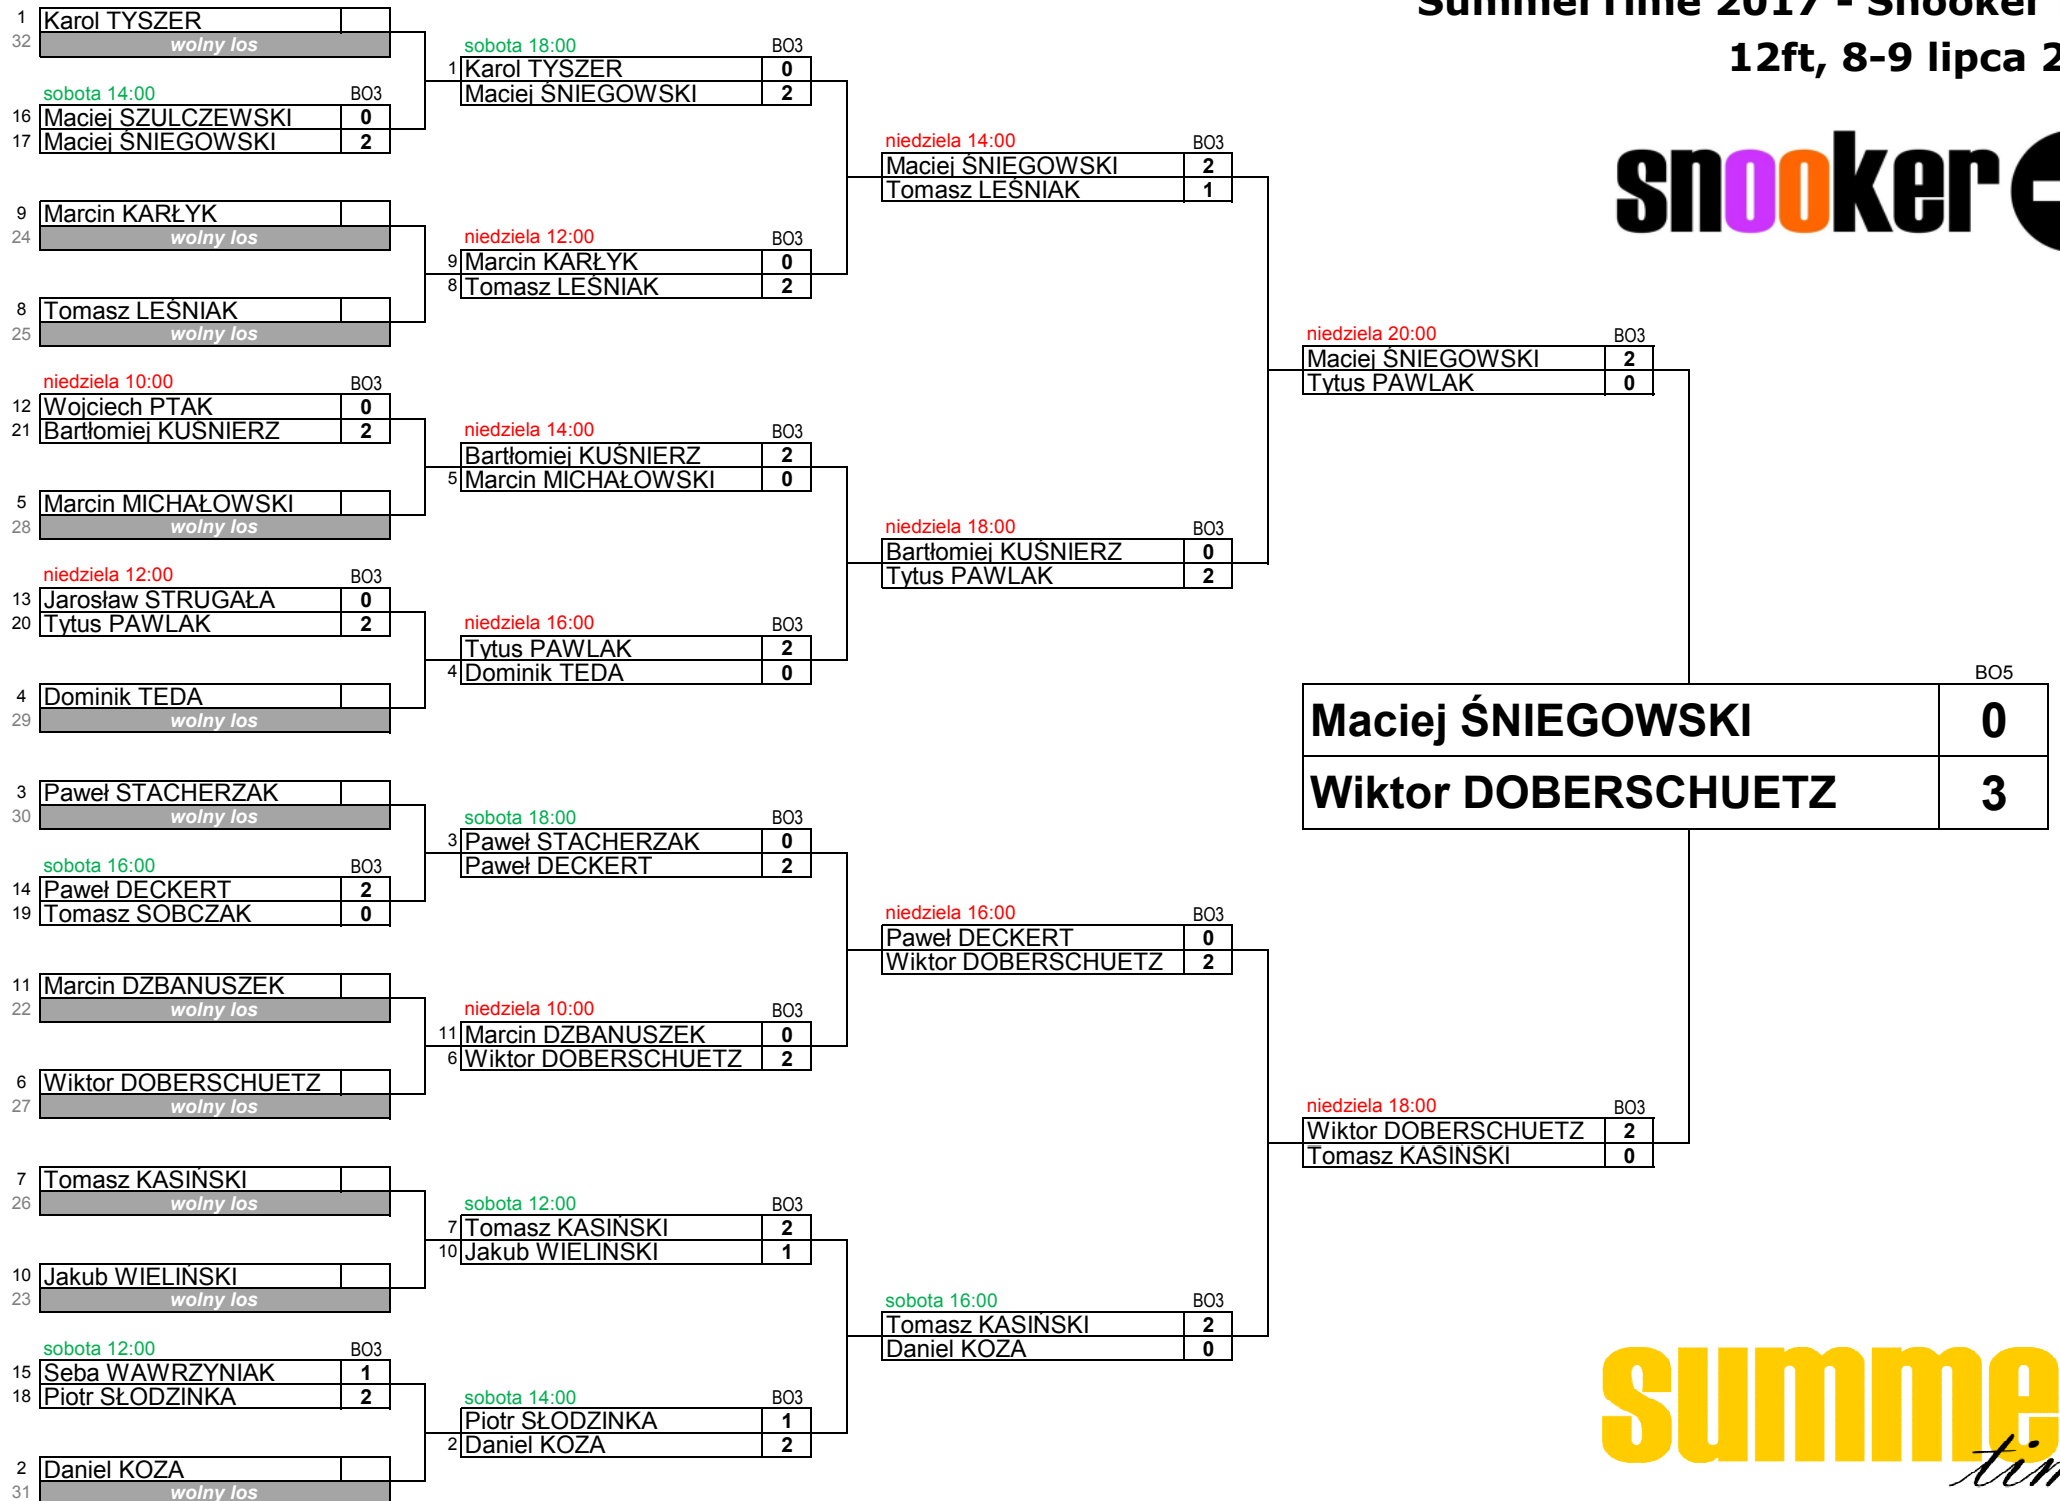 SummerTime 2017 - Snooker
12ft, 8-9 lipca
snooker
1 Karol TYSZER
32 wolny los
sobota 14:00 BO3
16 Maciej SZULCZEWSKI 0
17 Maciej ŚNIEGOWSKI 2
9 Marcin KARŁYK
24 wolny los
8 Tomasz LEŚNIAK
25 wolny los
niedziela 10:00 BO3
12 Wojciech PTAK 0
21 Bartłomiej KUŚNIERZ 2
5 Marcin MICHAŁOWSKI
28 wolny los
niedziela 12:00 BO3
13 Jarosław STRUGAŁA 0
20 Tytus PAWLAK 2
4 Dominik TEDA
29 wolny los
3 Paweł STACHERZAK
30 wolny los
sobota 16:00 BO3
14 Paweł DECKERT 2
19 Tomasz SOBCZAK 0
11 Marcin DZBANUSZEK
22 wolny los
6 Wiktor DOBERSCHUETZ
27 wolny los
7 Tomasz KASIŃSKI
26 wolny los
10 Jakub WIELIŃSKI
23 wolny los
sobota 12:00 BO3
15 Seba WAWRZYNIAK 1
18 Piotr SŁODZINKA 2
2 Daniel KOZA
31 wolny los
sobota 18:00 BO3
1 Karol TYSZER 0
Maciej ŚNIEGOWSKI 2
niedziela 12:00 BO3
9 Marcin KARŁYK 0
8 Tomasz LEŚNIAK 2
niedziela 14:00 BO3
Bartłomiej KUŚNIERZ 2
5 Marcin MICHAŁOWSKI 0
niedziela 16:00 BO3
Tytus PAWLAK 2
4 Dominik TEDA 0
sobota 18:00 BO3
3 Paweł STACHERZAK 0
Paweł DECKERT 2
niedziela 10:00 BO3
11 Marcin DZBANUSZEK 0
6 Wiktor DOBERSCHUETZ 2
sobota 12:00 BO3
7 Tomasz KASIŃSKI 2
10 Jakub WIELIŃSKI 1
sobota 14:00 BO3
Piotr SŁODZINKA 1
2 Daniel KOZA 2
niedziela 14:00 BO3
Maciej ŚNIEGOWSKI 2
Tomasz LEŚNIAK 1
niedziela 18:00 BO3
Bartłomiej KUŚNIERZ 0
Tytus PAWLAK 2
niedziela 16:00 BO3
Paweł DECKERT 0
Wiktor DOBERSCHUETZ 2
sobota 16:00 BO3
Tomasz KASIŃSKI 2
Daniel KOZA 0
niedziela 20:00 BO3
Maciej ŚNIEGOWSKI 2
Tytus PAWLAK 0
niedziela 18:00 BO3
Wiktor DOBERSCHUETZ 2
Tomasz KASIŃSKI 0
BO5
Maciej ŚNIEGOWSKI 0
Wiktor DOBERSCHUETZ 3
summe
tim